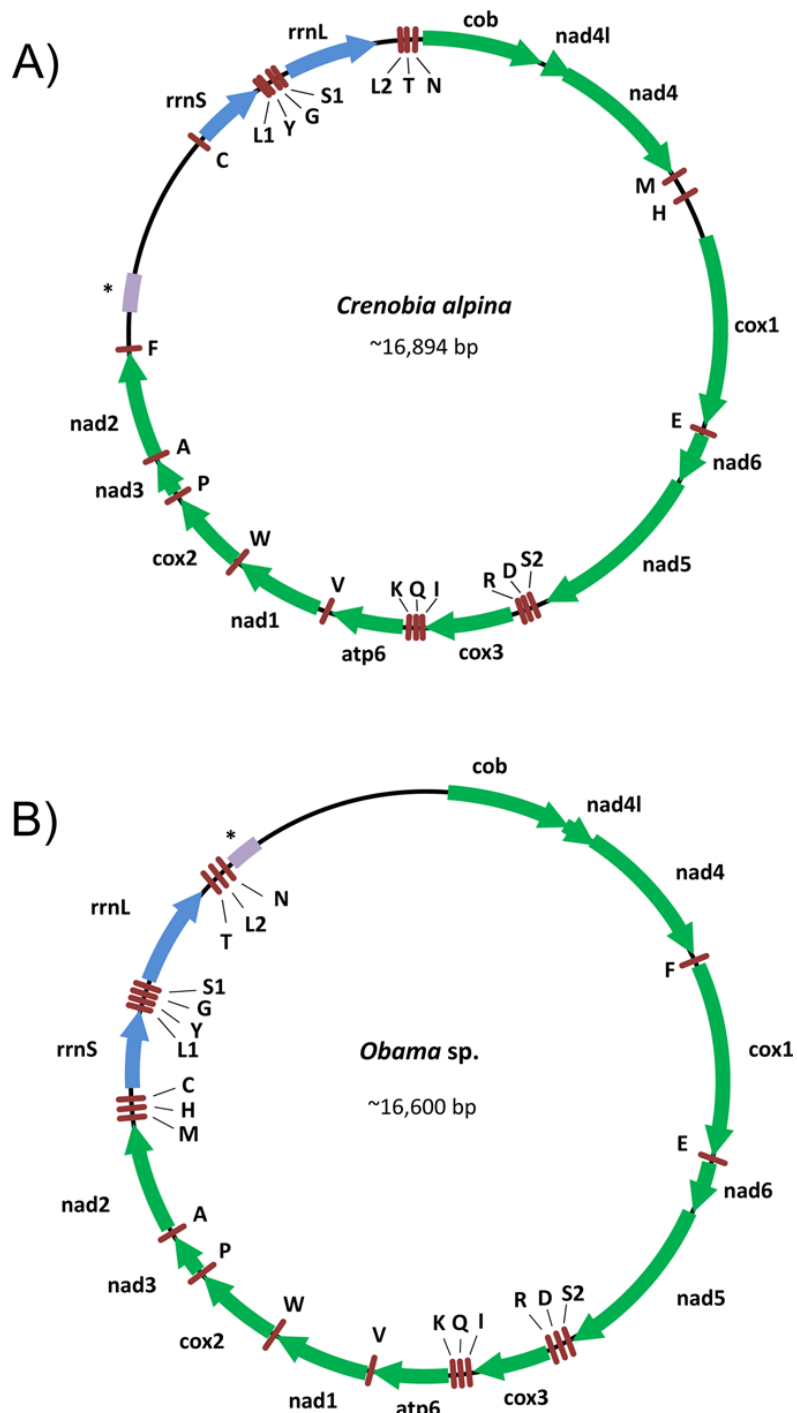 A)
cob
nad4l
nad4
M
H
cox1
E
nad6
nad5
S2
D
R
cox3
I
Q
K
atp6
V
nad1
W
cox2
P
nad3
A
nad2
F
*
C
rrnS
L1
Y
G
S1
rrnL
L2 T N
Crenobia alpina
~16,894 bp
B)
cob
nad4l
nad4
F
cox1
E
nad6
nad5
S2
D
R
cox3
I
Q
K
atp6
V
nad1
W
cox2
P
nad3
A
nad2
M
H
C
rrnS
L1
Y
G
S1
rrnL
T
L2
N
*
Obama sp.
~16,600 bp